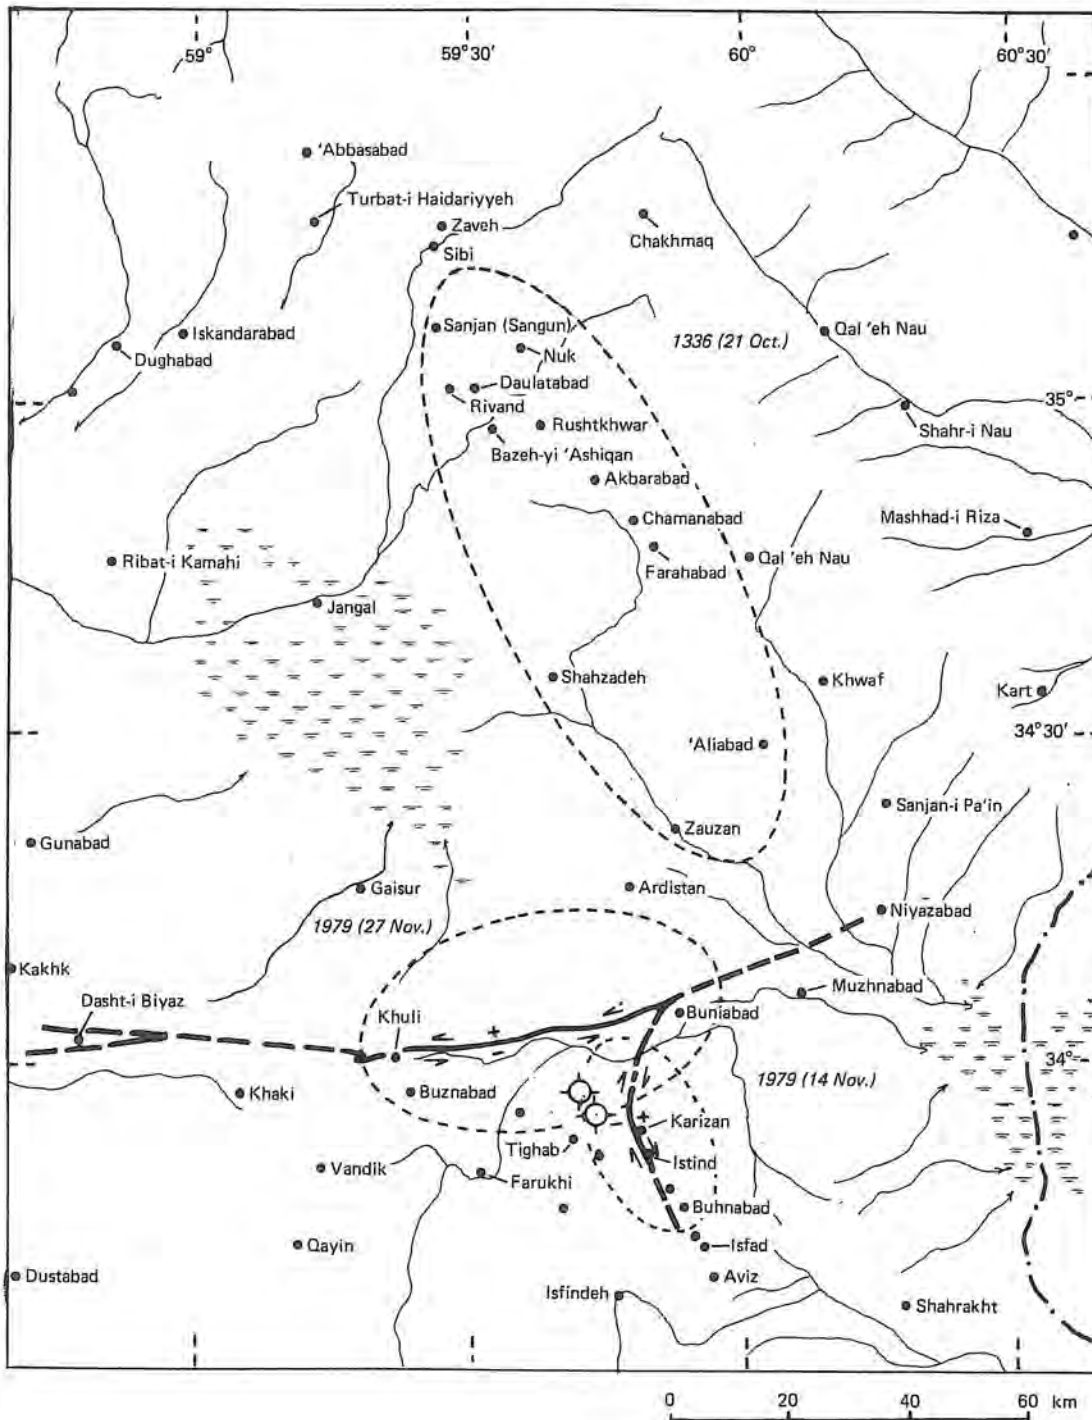 59°
59°30′
60°
60°30′
'Abbasabad
Turbat-i Haidariyyeh
Zaveh
Chakhmaq
Sibi
Sanjan (Sangun)
Iskandarabad
1336 (21 Oct.)
Qal'eh Nau
Nuk
Dughabad
Daulatabad
Rivand
35°
Rushtkhwar
Shahr-i Nau
Bazeh-yi 'Ashiqan
Akbarabad
Chamanabad
Mashhad-i Riza
Ribat-i Kamahi
Farahabad
Qal'eh Nau
Jangal
Shahzadeh
Khwaf
Kart
34°30′
'Aliabad
Sanjan-i Pa'in
Zauzan
Gunabad
Gaisur
Ardistan
1979 (27 Nov.)
Niyazabad
Kakhk
Muzhnabad
Dasht-i Biyaz
Buniabad
Khuli
+
−
34°
1979 (14 Nov.)
Khaki
Buznabad
+
Karizan
Tighab
Istind
Vandik
Farukhi
Buhnabad
Qayin
Isfad
Dustabad
Aviz
Isfindeh
Shahrakht
0 20 40 60 km